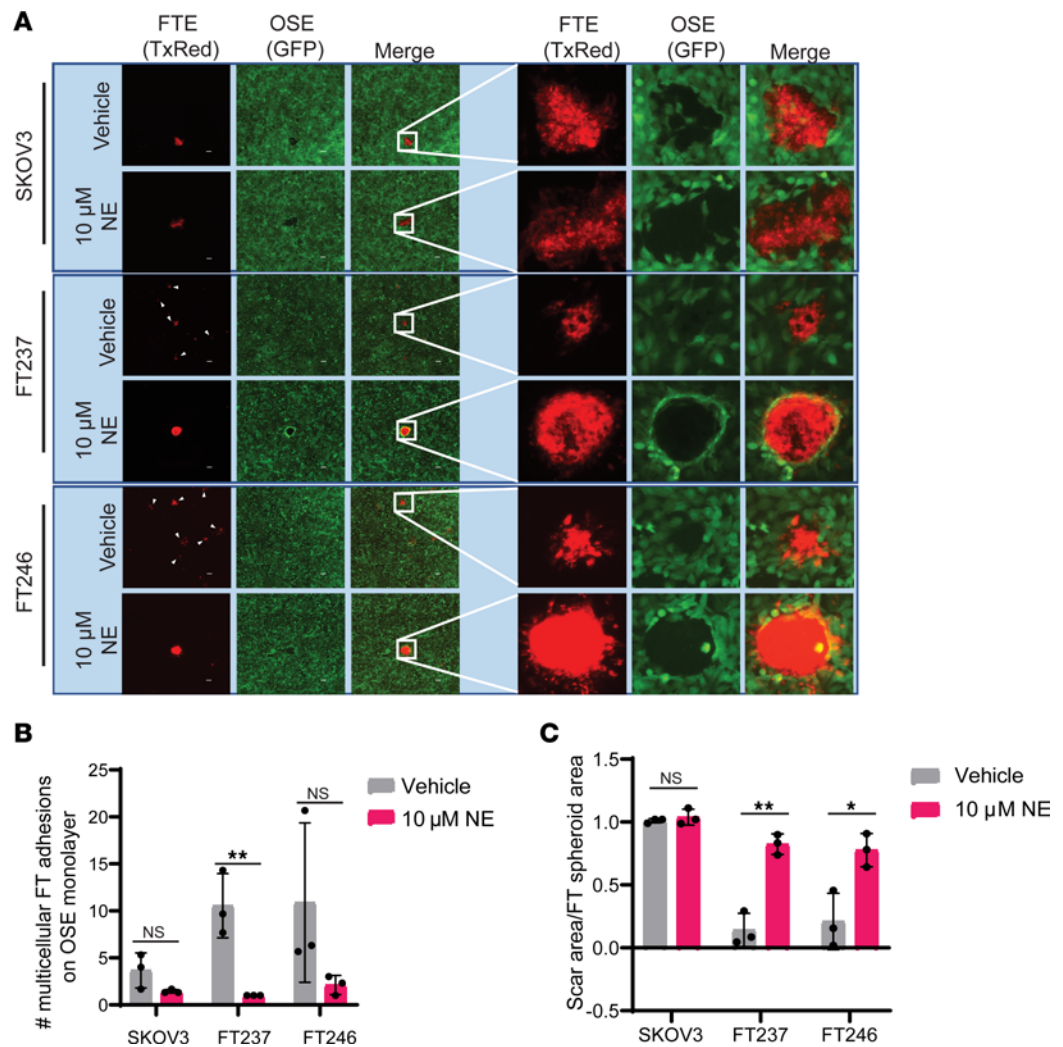 A
FTE OSE FTE OSE
(TxRed) (GFP) Merge (TxRed) (GFP) Merge
SKOV3
Vehicle
10 µM
NE
FT237
Vehicle
10 µM
NE
FT246
Vehicle
10 µM
NE
B
# multicellular FT adhesions
on OSE monolayer
25
20
15
10
5
0
NS
**
NS
Vehicle
10 µM NE
SKOV3 FT237 FT246
C
Scar area/FT spheroid area
1.5
1.0
0.5
0.0
-0.5
NS
**
*
Vehicle
10 µM NE
SKOV3 FT237 FT246